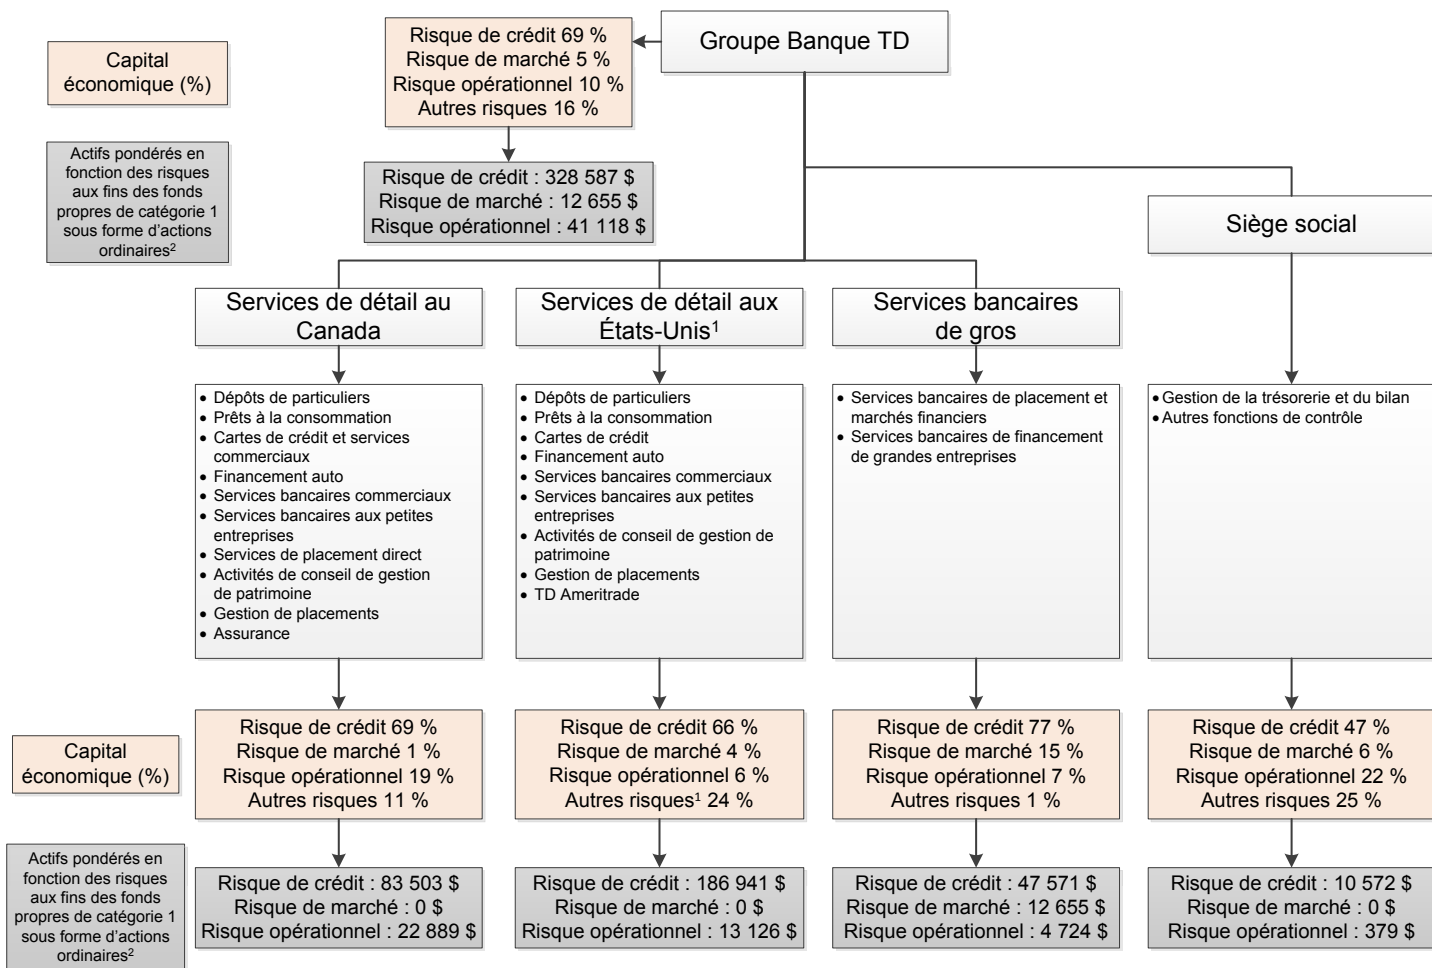 Capital
économique (%)
Risque de crédit 69 %
Risque de marché 5 %
Risque opérationnel 10 %
Autres risques 16 %
Groupe Banque TD
Actifs pondérés en
fonction des risques
aux fins des fonds
propres de catégorie 1
sous forme d'actions
ordinaires²
Risque de crédit : 328 587 $
Risque de marché : 12 655 $
Risque opérationnel : 41 118 $
Siège social
Services de détail au
Canada
Services de détail aux
États-Unis¹
Services bancaires
de gros
• Dépôts de particuliers
• Prêts à la consommation
• Cartes de crédit et services
commerciaux
• Financement auto
• Services bancaires commerciaux
• Services bancaires aux petites
entreprises
• Services de placement direct
• Activités de conseil de gestion
de patrimoine
• Gestion de placements
• Assurance
• Dépôts de particuliers
• Prêts à la consommation
• Cartes de crédit
• Financement auto
• Services bancaires commerciaux
• Services bancaires aux petites
entreprises
• Activités de conseil de gestion de
patrimoine
• Gestion de placements
• TD Ameritrade
• Services bancaires de placement et
marchés financiers
• Services bancaires de financement
de grandes entreprises
• Gestion de la trésorerie et du bilan
• Autres fonctions de contrôle
Capital
économique (%)
Risque de crédit 69 %
Risque de marché 1 %
Risque opérationnel 19 %
Autres risques 11 %
Risque de crédit 66 %
Risque de marché 4 %
Risque opérationnel 6 %
Autres risques¹ 24 %
Risque de crédit 77 %
Risque de marché 15 %
Risque opérationnel 7 %
Autres risques 1 %
Risque de crédit 47 %
Risque de marché 6 %
Risque opérationnel 22 %
Autres risques 25 %
Actifs pondérés en
fonction des risques
aux fins des fonds
propres de catégorie 1
sous forme d'actions
ordinaires²
Risque de crédit : 83 503 $
Risque de marché : 0 $
Risque opérationnel : 22 889 $
Risque de crédit : 186 941 $
Risque de marché : 0 $
Risque opérationnel : 13 126 $
Risque de crédit : 47 571 $
Risque de marché : 12 655 $
Risque opérationnel : 4 724 $
Risque de crédit : 10 572 $
Risque de marché : 0 $
Risque opérationnel : 379 $